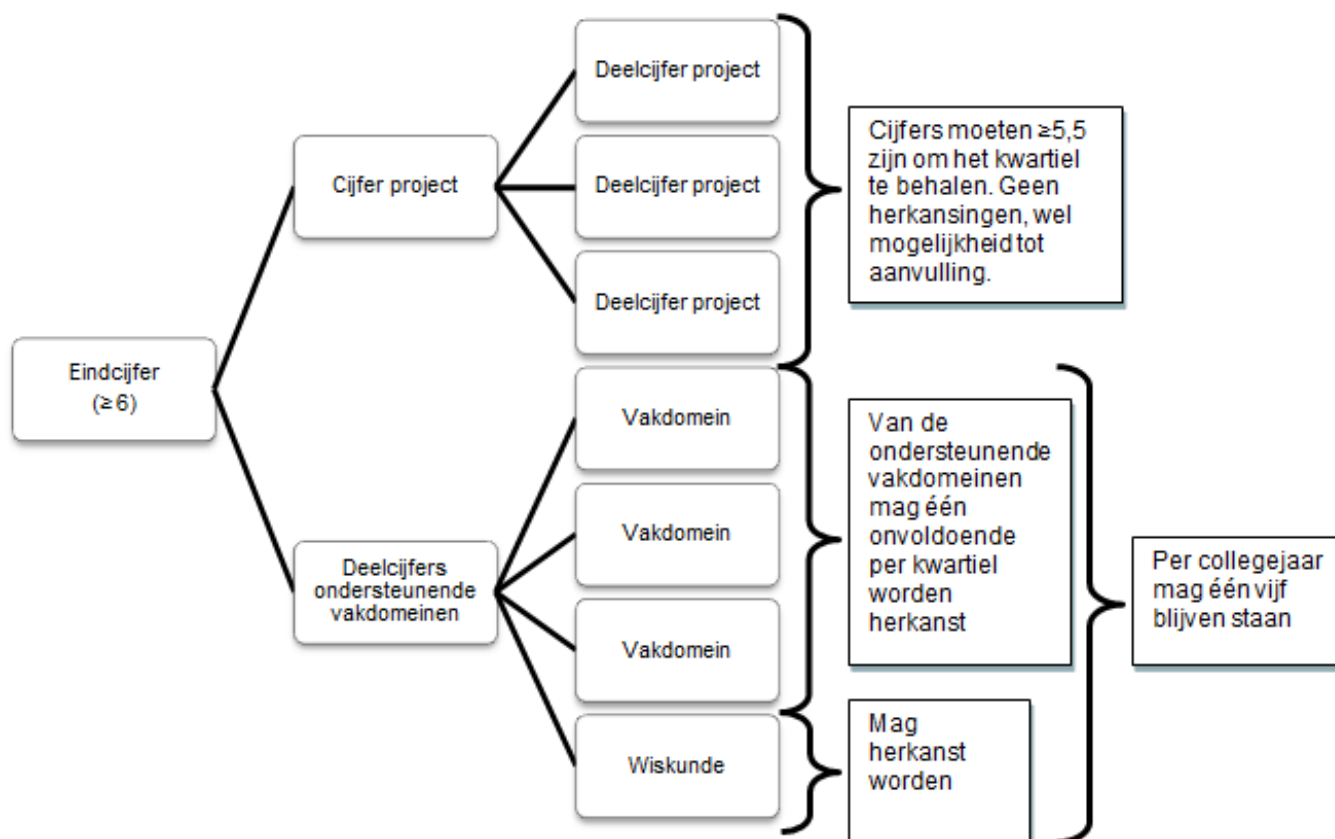 Deelcijfer project
Cijfer project
Deelcijfer project
Deelcijfer project
Cijfers moeten ≥5,5
zijn om het kwartiel
te behalen. Geen
herkansingen, wel
mogelijkheid tot
aanvulling.
Eindcijfer
(≥6)
Deelcijfers
ondersteunende
vakdomeinen
Vakdomein
Vakdomein
Vakdomein
Wiskunde
Van de
ondersteunende
vakdomeinen
mag één
onvoldoende
per kwartiel
worden
herkanst
Mag
herkanst
worden
Per collegejaar
mag één vijf
blijven staan